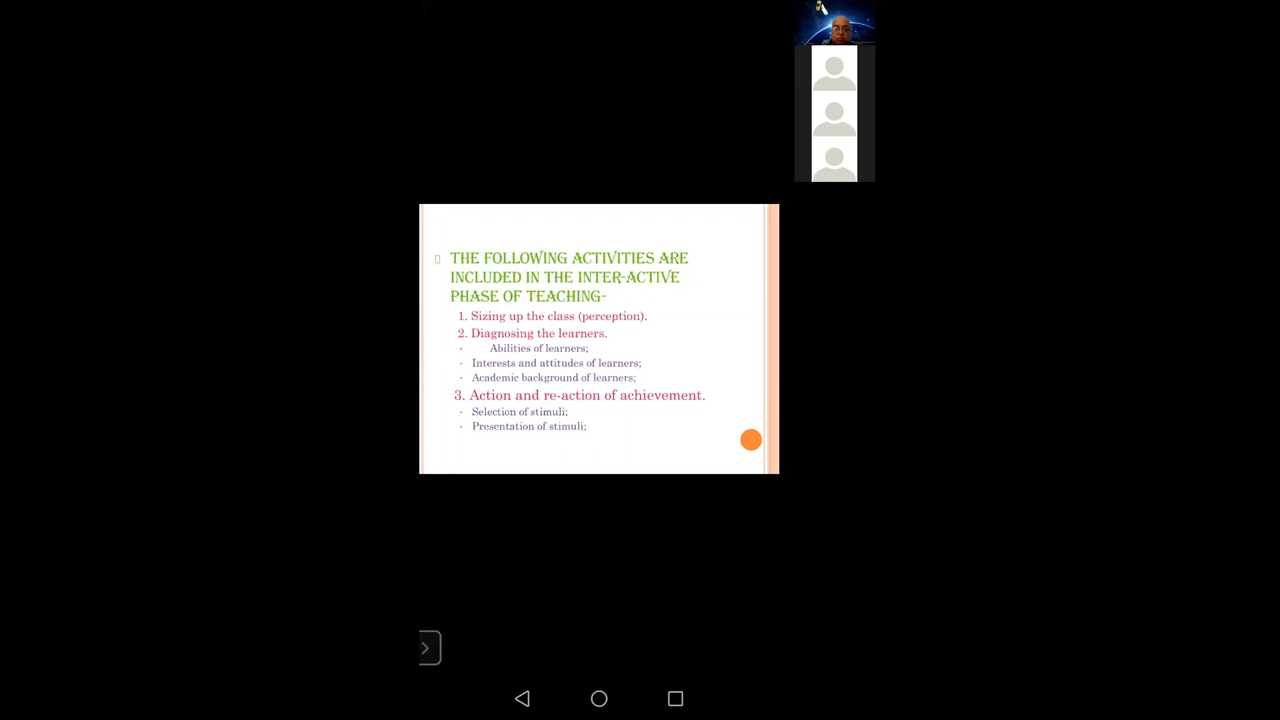 THE FOLLOWING ACTIVITIES ARE
INCLUDED IN THE INTER-ACTIVE
PHASE OF TEACHING-
1. Sizing up the class (perception).
2. Diagnosing the learners.
• Abilities of learners;
• Interests and attitudes of learners;
• Academic background of learners;
3. Action and re-action of achievement.
• Selection of stimuli;
• Presentation of stimuli;